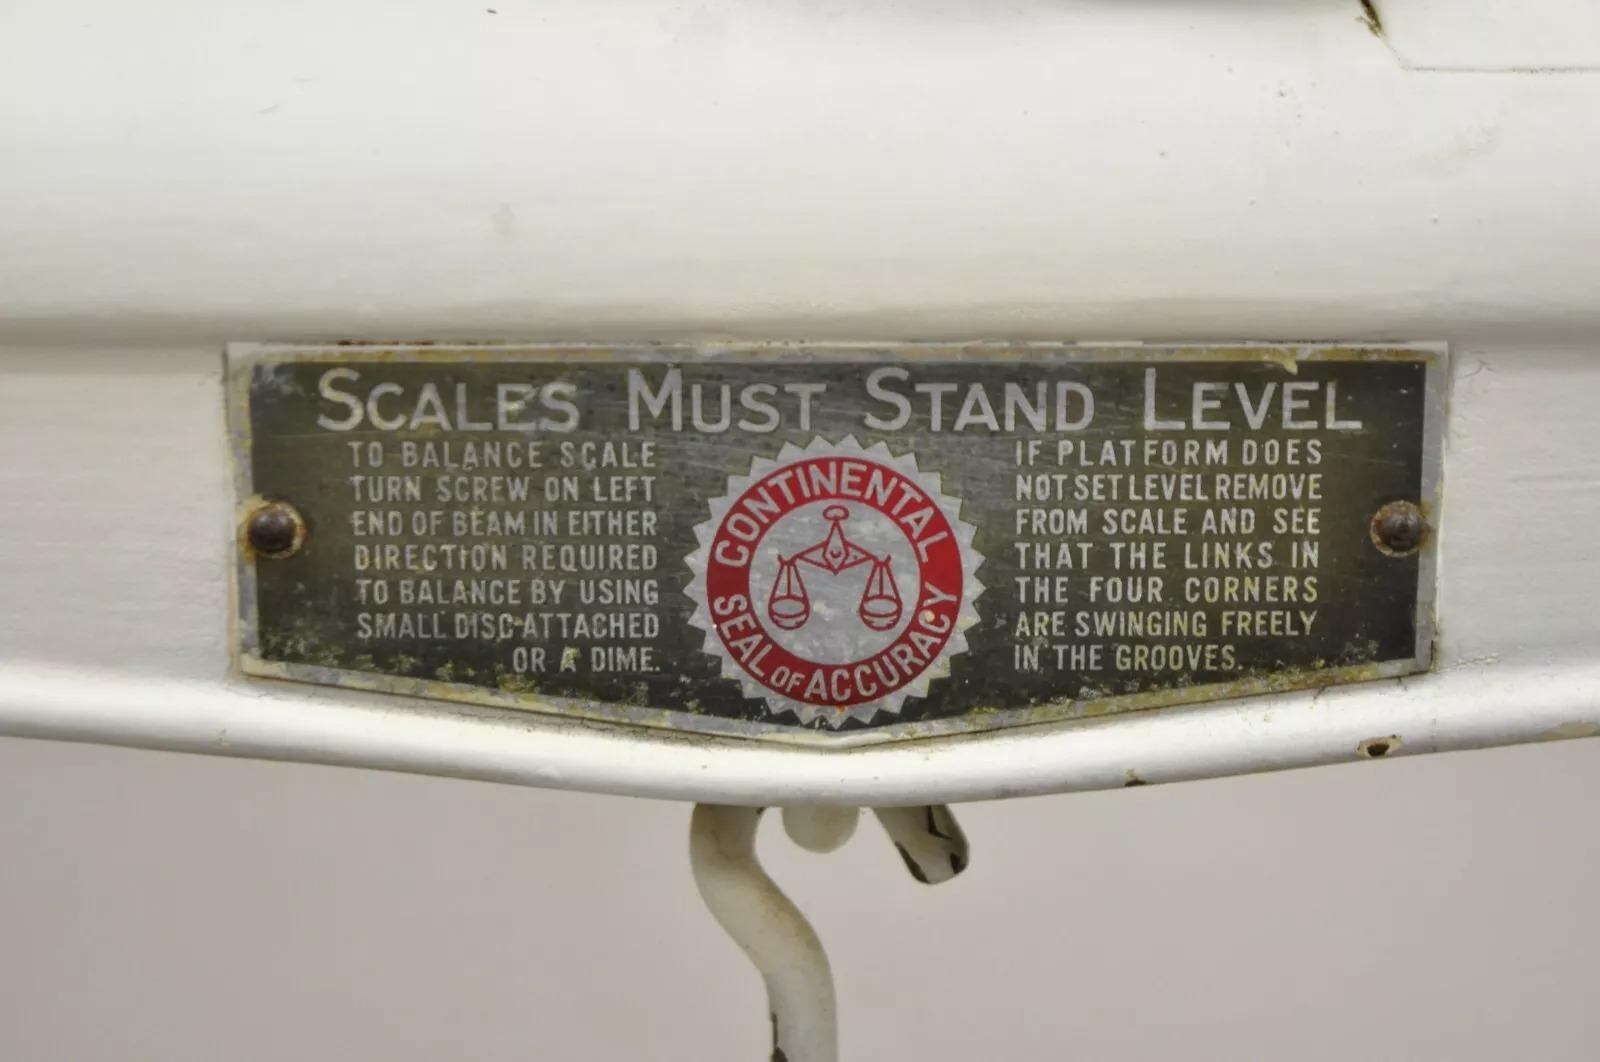 SCALES MUST STAND LEVEL
TO BALANCE SCALE
TURN SCREW ON LEFT
END OF BEAM IN EITHER
DIRECTION REQUIRED
TO BALANCE BY USING
SMALL DISC ATTACHED
OR A DIME.
CONTINENTAL
SEAL OF ACCURACY
IF PLATFORM DOES
NOT SET LEVEL REMOVE
FROM SCALE AND SEE
THAT THE LINKS IN
THE FOUR CORNERS
ARE SWINGING FREELY
IN THE GROOVES.